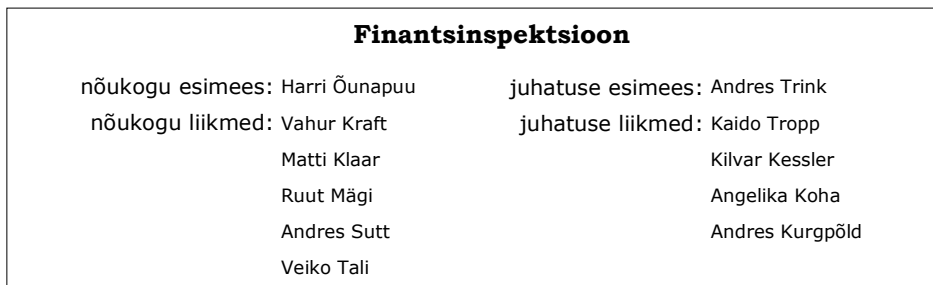 Finantsinspektsioon
nõukogu esimees: Harri Õunapuu
nõukogu liikmed: Vahur Kraft
Matti Klaar
Ruut Mägi
Andres Sutt
Veiko Tali
juhatuse esimees: Andres Trink
juhatuse liikmed: Kaido Tropp
Kilvar Kessler
Angelika Koha
Andres Kurgpõld